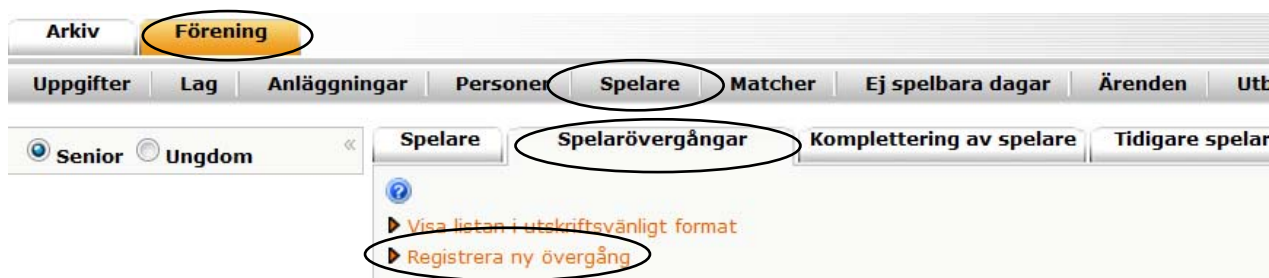 Arkiv Förening
Uppgifter Lag Anläggningar Personer Spelare Matcher Ej spelbara dagar Ärenden
Senior Ungdom «
Spelare Spelarövergångar Komplettering av spelare Tidigare
?
Visa listan i utskriftsvänligt format
Registrera ny övergång